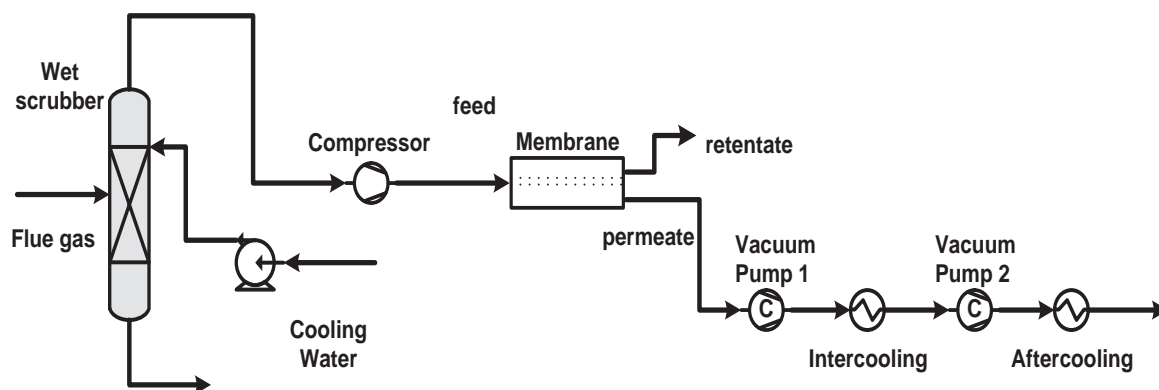 Wet
scrubber
feed
Compressor
Membrane
retentate
Flue gas
permeate
Vacuum
Pump 1
Vacuum
Pump 2
C
C
Cooling
Water
Intercooling
Aftercooling